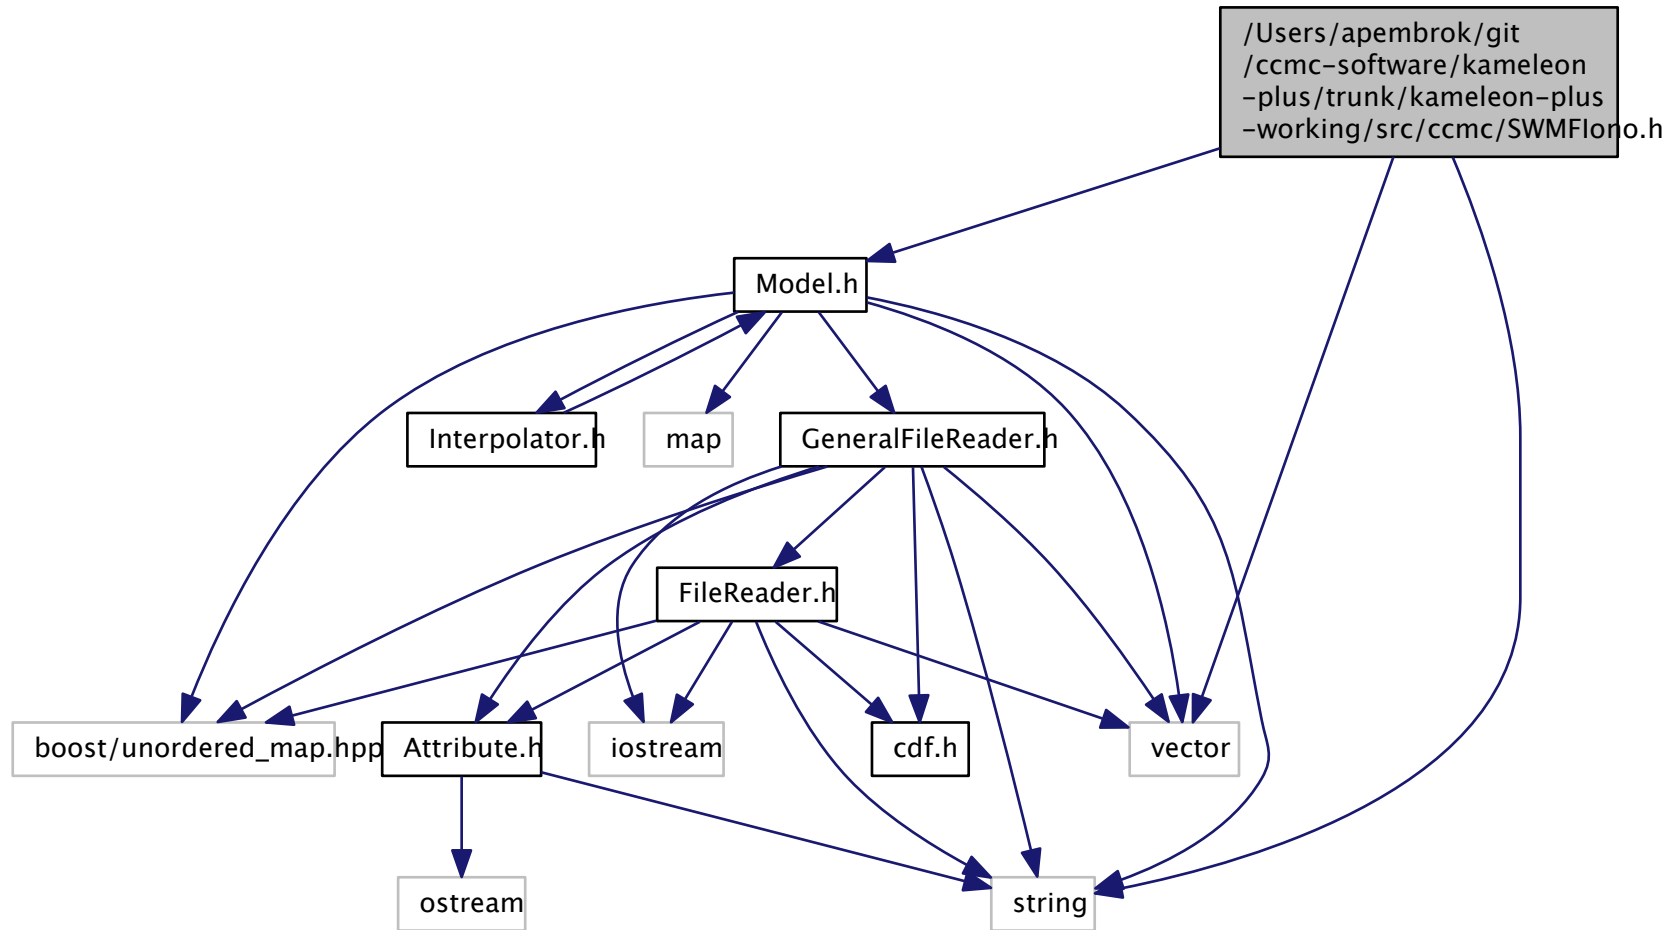 /Users/apembrok/git
/ccmc-software/kameleon
-plus/trunk/kameleon-plus
-working/src/ccmc/SWMFIono.h
Model.h
Interpolator.h
map
GeneralFileReader.h
FileReader.h
boost/unordered_map.hpp
Attribute.h
iostream
cdf.h
vector
ostream
string